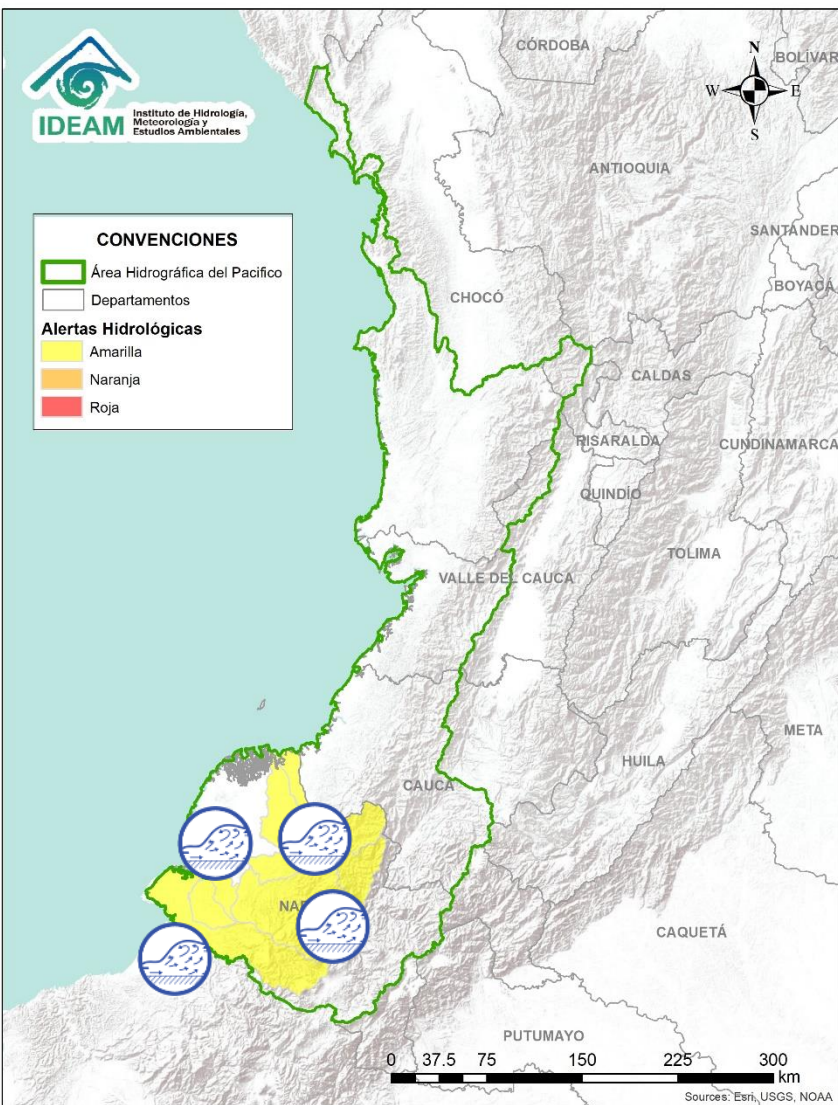 IDEAM
Instituto de Hidrología,
Meteorología y
Estudios Ambientales
N
W
E
S
CÓRDOBA
BOLÍVAR
ANTIOQUIA
SANTANDER
BOYACÁ
CONVENCIONES
Área Hidrográfica del Pacifico
Departamentos
Alertas Hidrológicas
Amarilla
Naranja
Roja
CHOCÓ
CALDAS
RISARALDA
CUNDINAMARCA
QUINDÍO
TOLIMA
VALLE DEL CAUCA
META
HUILA
CAUCA
CAQUETÁ
PUTUMAYO
0 37.5 75 150 225 300
km
Sources: Esri, USGS, NOAA